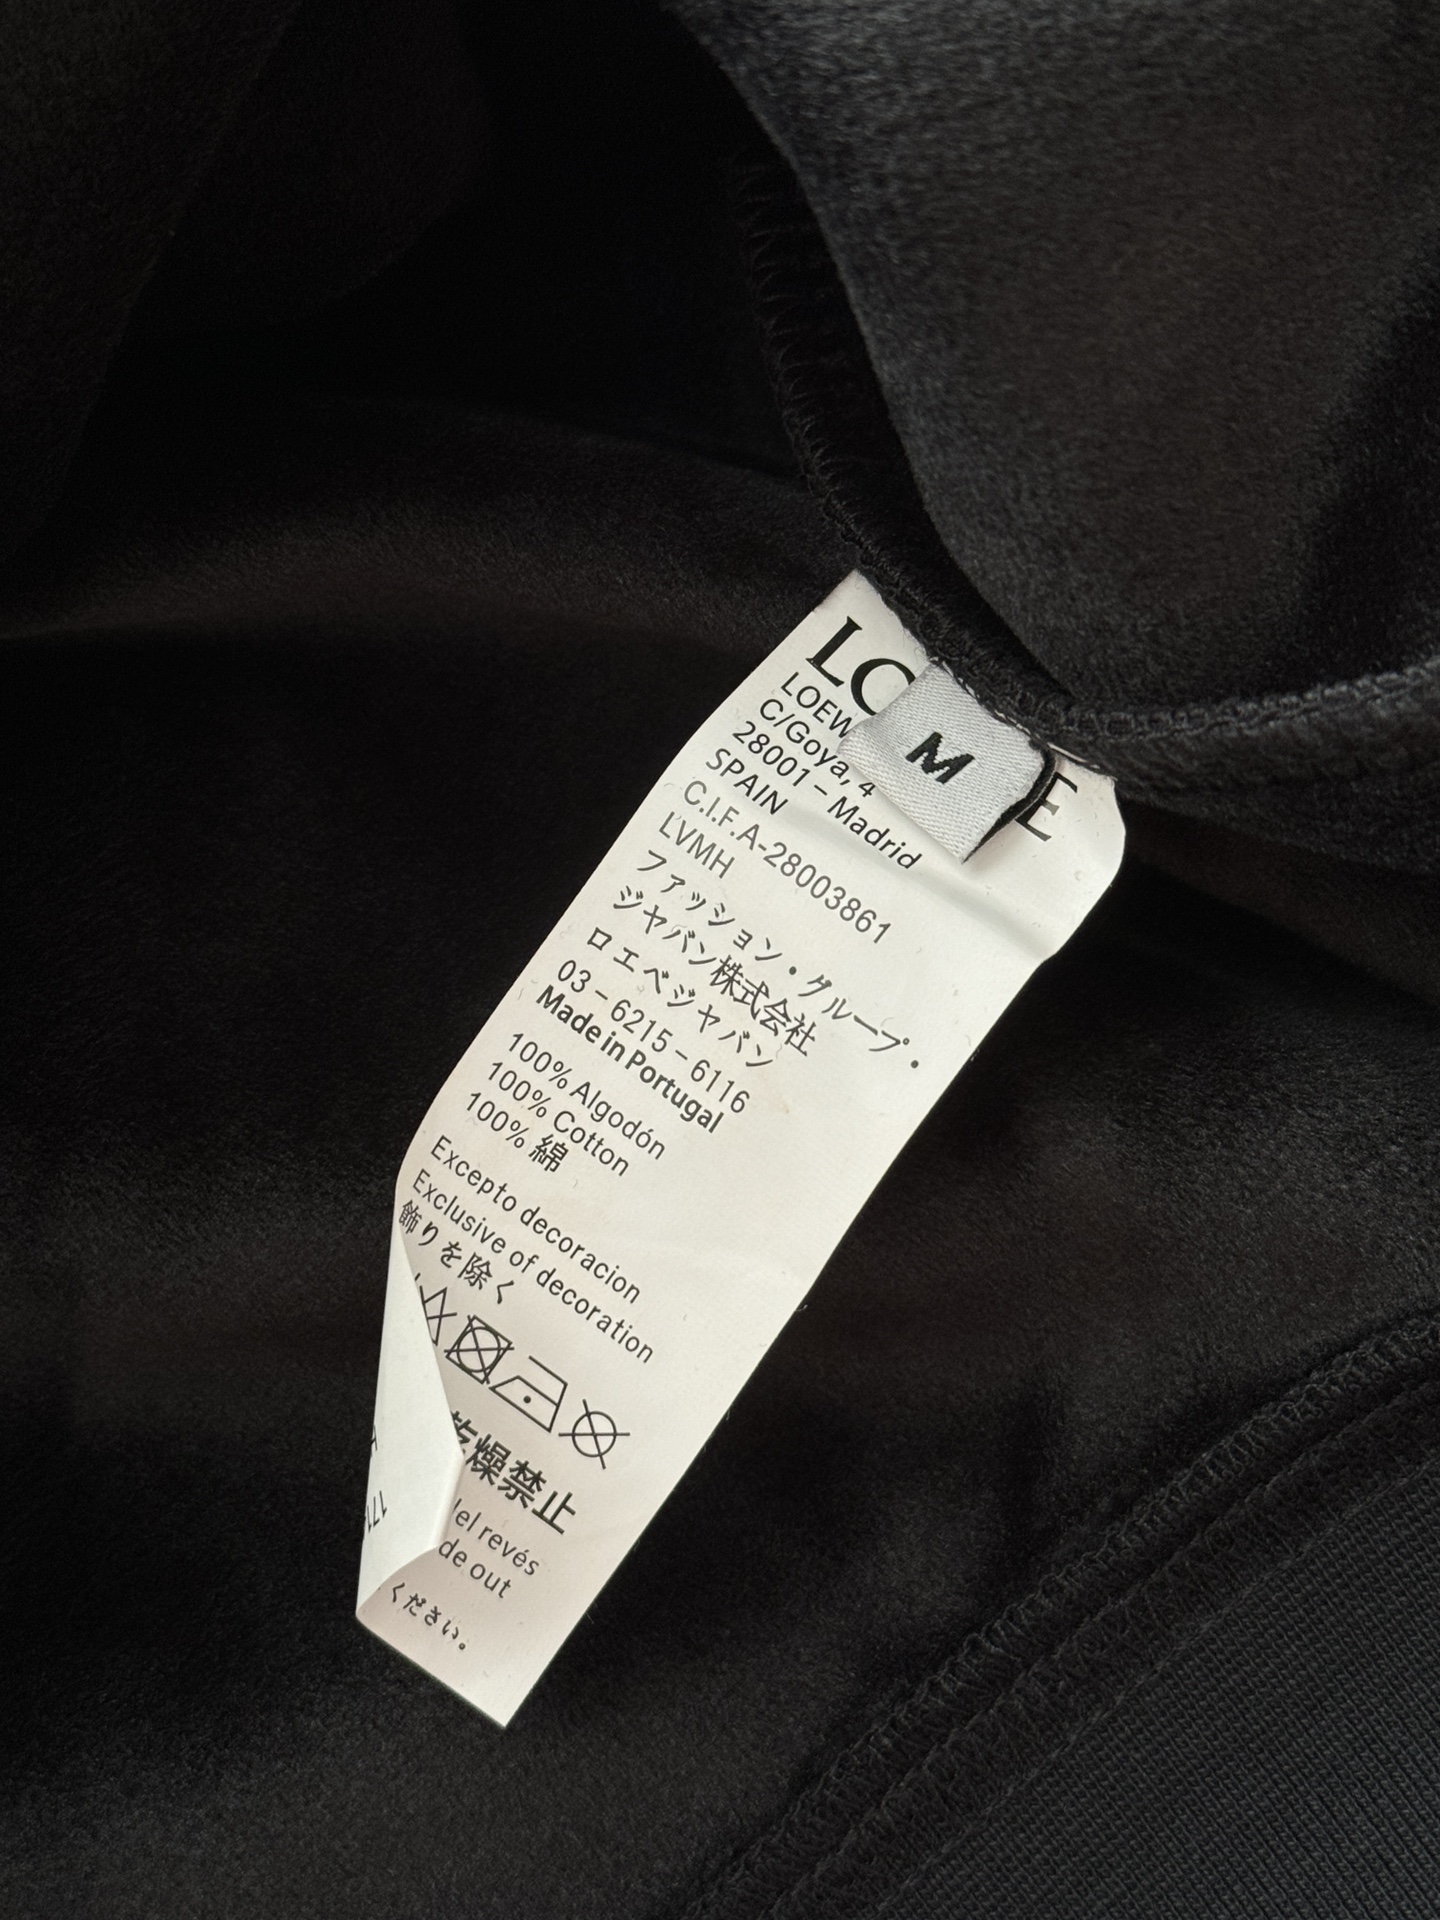 M
LOEW
C/Goya, 4
28001 – Madrid
SPAIN
C.I.F.A-28003861
LVMH
ファッション・グループ・
ジャパン株式会社
ロエベジャパン
03 – 6215 – 6116
Made in Portugal
100% Algodón
100% Cotton
100% 綿
Excepto decoracion
Exclusive of decoration
飾りを除く
燥禁止
el revés
de out
ください。